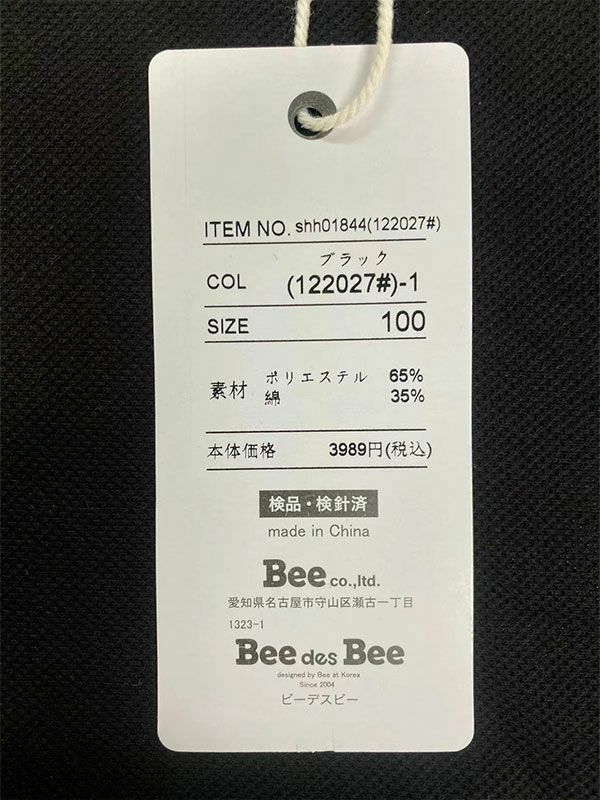 ITEM NO. shh01844(122027#)
ブラック
COL (122027#)-1
SIZE 100
素材 ポリエステル 65%
綿 35%
本体価格 3989円(税込)
検品・検針済
made in China
Bee co.,ltd.
愛知県名古屋市守山区瀬古一丁目
1323-1
Bee des Bee
designed by Bee at Korea
Since 2004
ビーデスビー